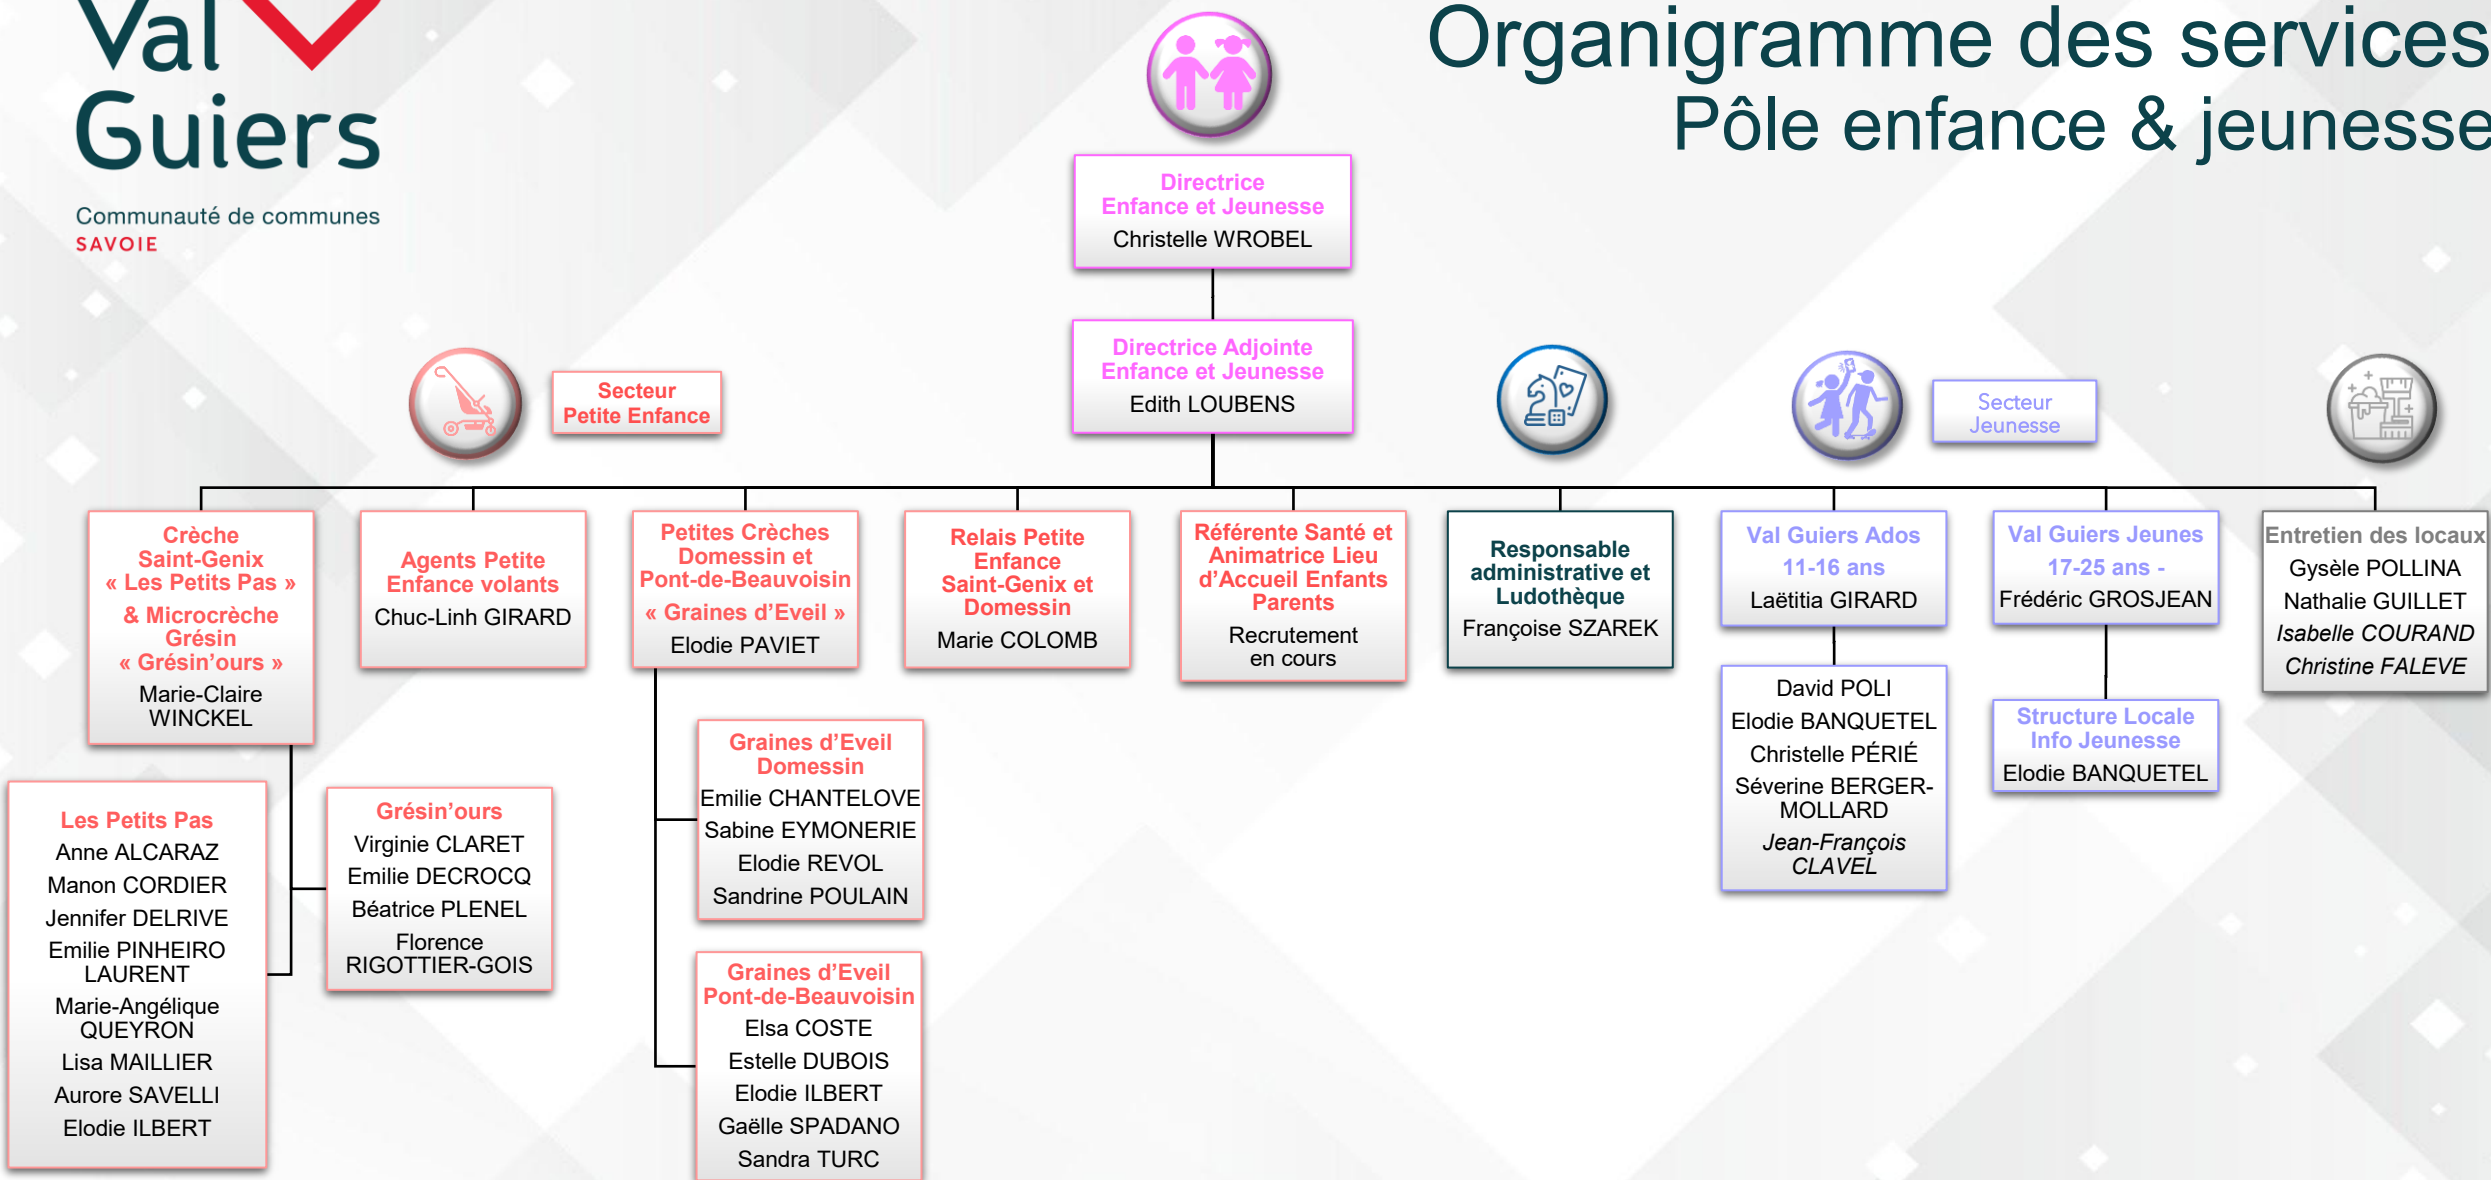 Val
Guiers
Communauté de communes
SAVOIE
Organigramme des services
Pôle enfance & jeunesse
Directrice
Enfance et Jeunesse
Christelle WROBEL
Directrice Adjointe
Enfance et Jeunesse
Edith LOUBENS
Secteur
Petite Enfance
Secteur
Jeunesse
Crèche
Saint-Genix
« Les Petits Pas »
& Microcrèche
Grésin
« Grésin’ours »
Marie-Claire
WINCKEL
Agents Petite
Enfance volants
Chuc-Linh GIRARD
Petites Crèches
Domessin et
Pont-de-Beauvoisin
« Graines d’Eveil »
Elodie PAVIET
Relais Petite
Enfance
Saint-Genix et
Domessin
Marie COLOMB
Référente Santé et
Animatrice Lieu
d’Accueil Enfants
Parents
Recrutement
en cours
Responsable
administrative et
Ludothèque
Françoise SZAREK
Val Guiers Ados
11-16 ans
Laëtitia GIRARD
Val Guiers Jeunes
17-25 ans -
Frédéric GROSJEAN
Entretien des locaux
Gysèle POLLINA
Nathalie GUILLET
Isabelle COURAND
Christine FALEVE
Les Petits Pas
Anne ALCARAZ
Manon CORDIER
Jennifer DELRIVE
Emilie PINHEIRO
LAURENT
Marie-Angélique
QUEYRON
Lisa MAILLIER
Aurore SAVELLI
Elodie ILBERT
Grésin’ours
Virginie CLARET
Emilie DECROCQ
Béatrice PLENEL
Florence
RIGOTTIER-GOIS
Graines d’Eveil
Domessin
Emilie CHANTELOVE
Sabine EYMONERIE
Elodie REVOL
Sandrine POULAIN
Graines d’Eveil
Pont-de-Beauvoisin
Elsa COSTE
Estelle DUBOIS
Elodie ILBERT
Gaëlle SPADANO
Sandra TURC
David POLI
Elodie BANQUETEL
Christelle PÉRIÉ
Séverine BERGER-
MOLLARD
Jean-François
CLAVEL
Structure Locale
Info Jeunesse
Elodie BANQUETEL